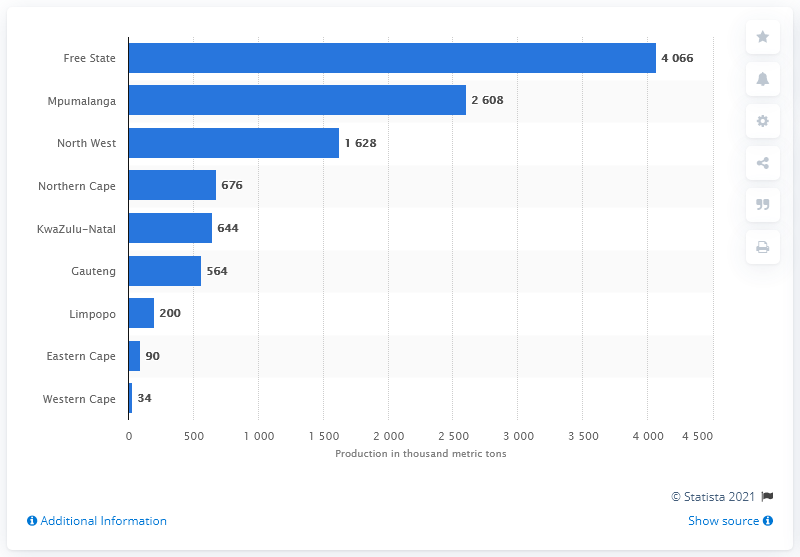 Free State 4 066
Mpumalanga 2 608
North West 1 628
Northern Cape 676
KwaZulu-Natal 644
Gauteng 564
Limpopo 200
Eastern Cape 90
Western Cape 34
0 500 1 000 1 500 2 000 2 500 3 000 3 500 4 000 4 500
Production in thousand metric tons
© Statista 2021
Additional Information
Show source